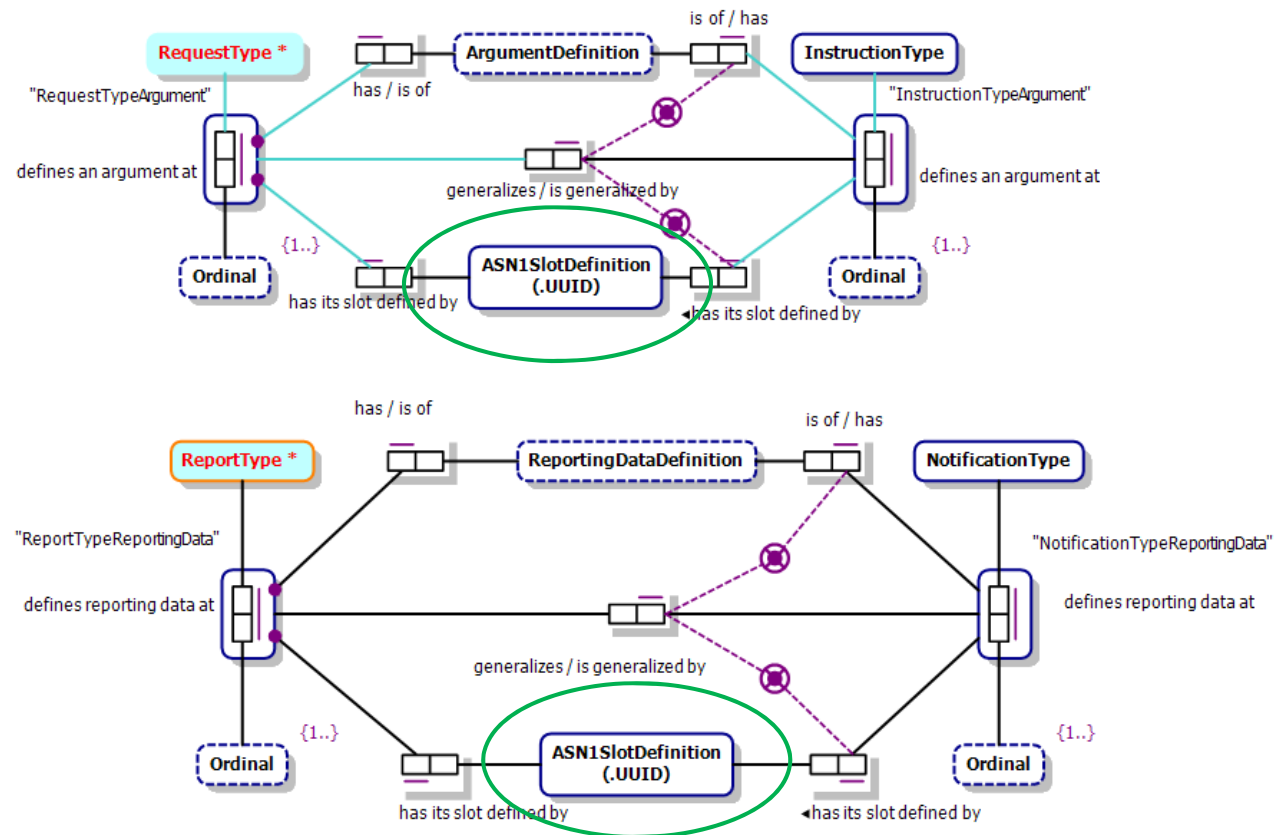 is of / has
RequestType *
ArgumentDefinition
InstructionType
"RequestTypeArgument"
has / is of
"InstructionTypeArgument"
defines an argument at
defines an argument at
generalizes / is generalized by
{1..}
{1..}
Ordinal
ASN1SlotDefinition
(.UUID)
Ordinal
has its slot defined by
◄has its slot defined by
has / is of
is of / has
ReportType *
ReportingDataDefinition
NotificationType
"ReportTypeReportingData"
"NotificationTypeReportingData"
defines reporting data at
defines reporting data at
generalizes / is generalized by
{1..}
{1..}
Ordinal
ASN1SlotDefinition
(.UUID)
Ordinal
has its slot defined by
◄has its slot defined by